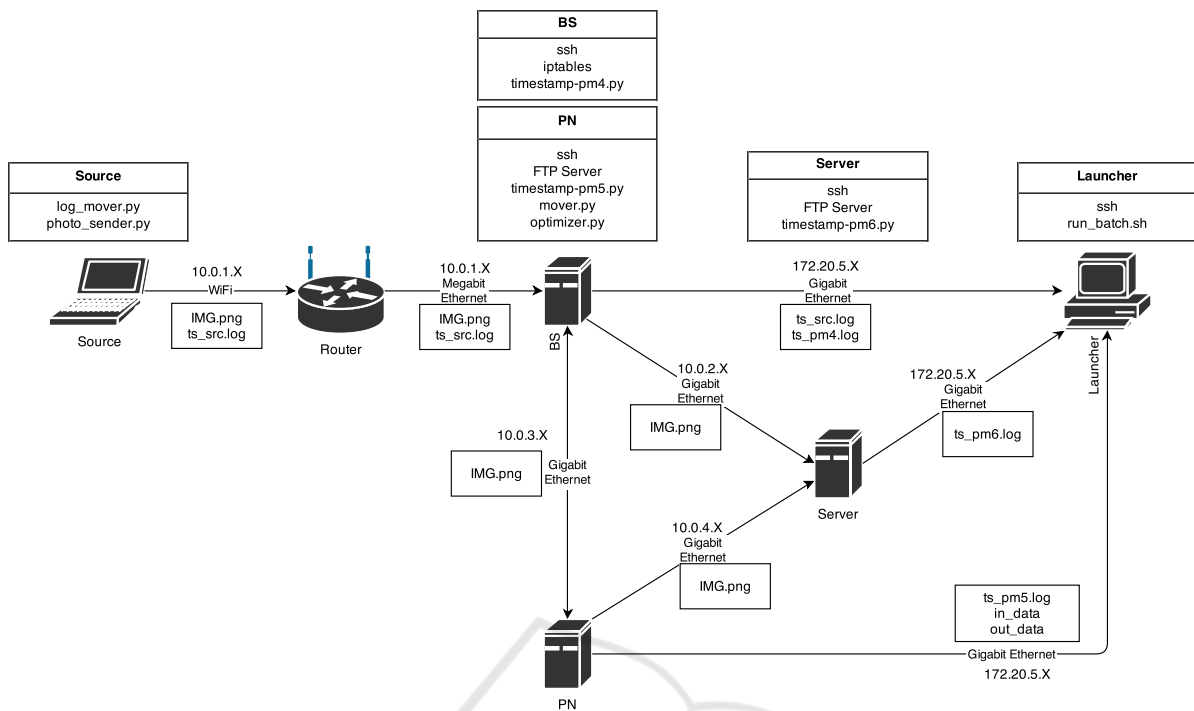 BS
ssh
iptables
timestamp-pm4.py
PN
ssh
FTP Server
timestamp-pm5.py
mover.py
optimizer.py
Source
log_mover.py
photo_sender.py
Server
ssh
FTP Server
timestamp-pm6.py
Launcher
ssh
run_batch.sh
10.0.1.X
WiFi
IMG.png
ts_src.log
Source
Router
10.0.1.X
Megabit
Ethernet
IMG.png
ts_src.log
BS
172.20.5.X
Gigabit
Ethernet
ts_src.log
ts_pm4.log
Launcher
10.0.2.X
Gigabit
Ethernet
IMG.png
172.20.5.X
Gigabit
Ethernet
ts_pm6.log
10.0.3.X
IMG.png
Gigabit
Ethernet
Server
10.0.4.X
Gigabit
Ethernet
IMG.png
ts_pm5.log
in_data
out_data
Gigabit Ethernet
172.20.5.X
PN